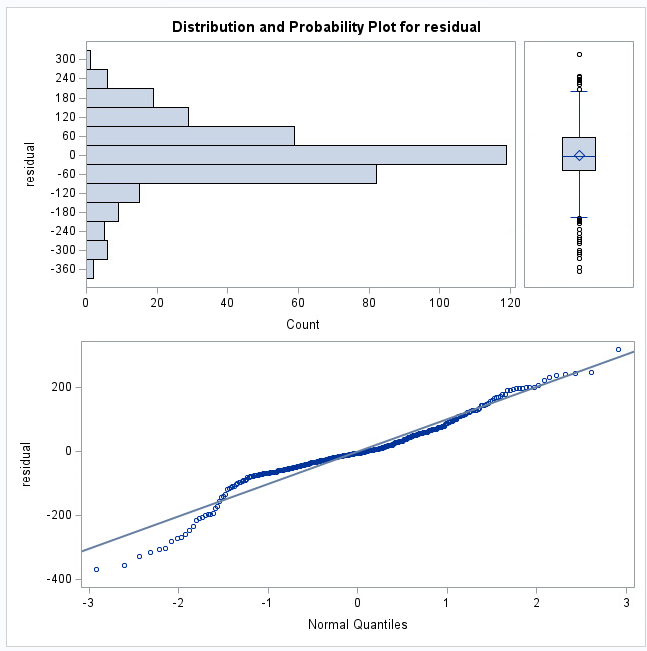 Distribution and Probability Plot for residual
300
240
180
120
60
0
-60
-120
-180
-240
-300
-360
residual
0 20 40 60 80 100 120
Count
200
0
-200
-400
residual
-3 -2 -1 0 1 2 3
Normal Quantiles